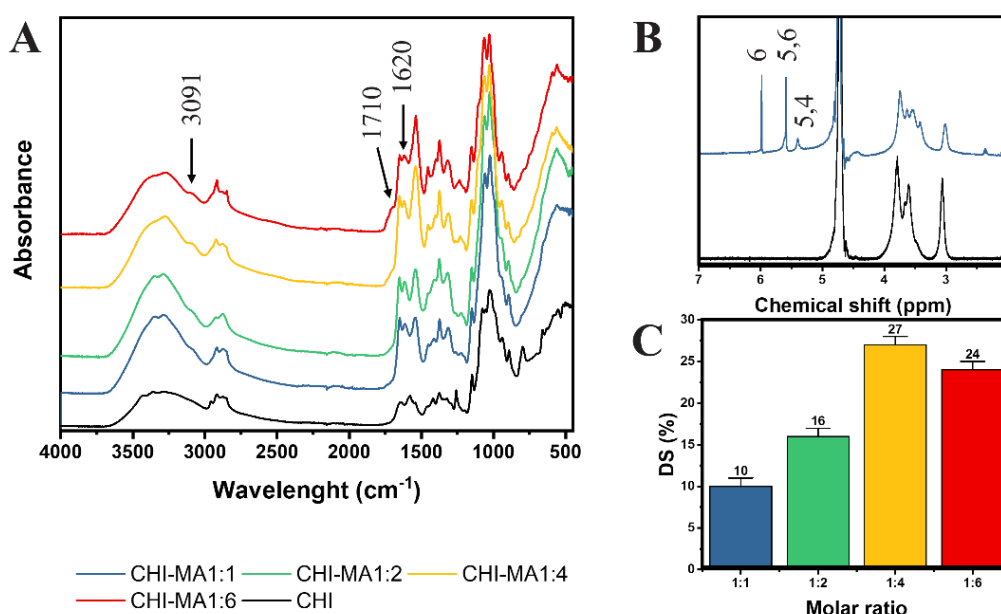 A
Absorbance
3091
1710
1620
4000 3500 3000 2500 2000 1500 1000 500
Wavelenght (cm-1)
CHI-MA1:1 CHI-MA1:2 CHI-MA1:4
CHI-MA1:6 CHI
B
6
5,6
5,4
7 6 5 4 3
Chemical shift (ppm)
C
DS (%)
30
25
20
15
10
5
0
10
16
27
24
1:1 1:2 1:4 1:6
Molar ratio